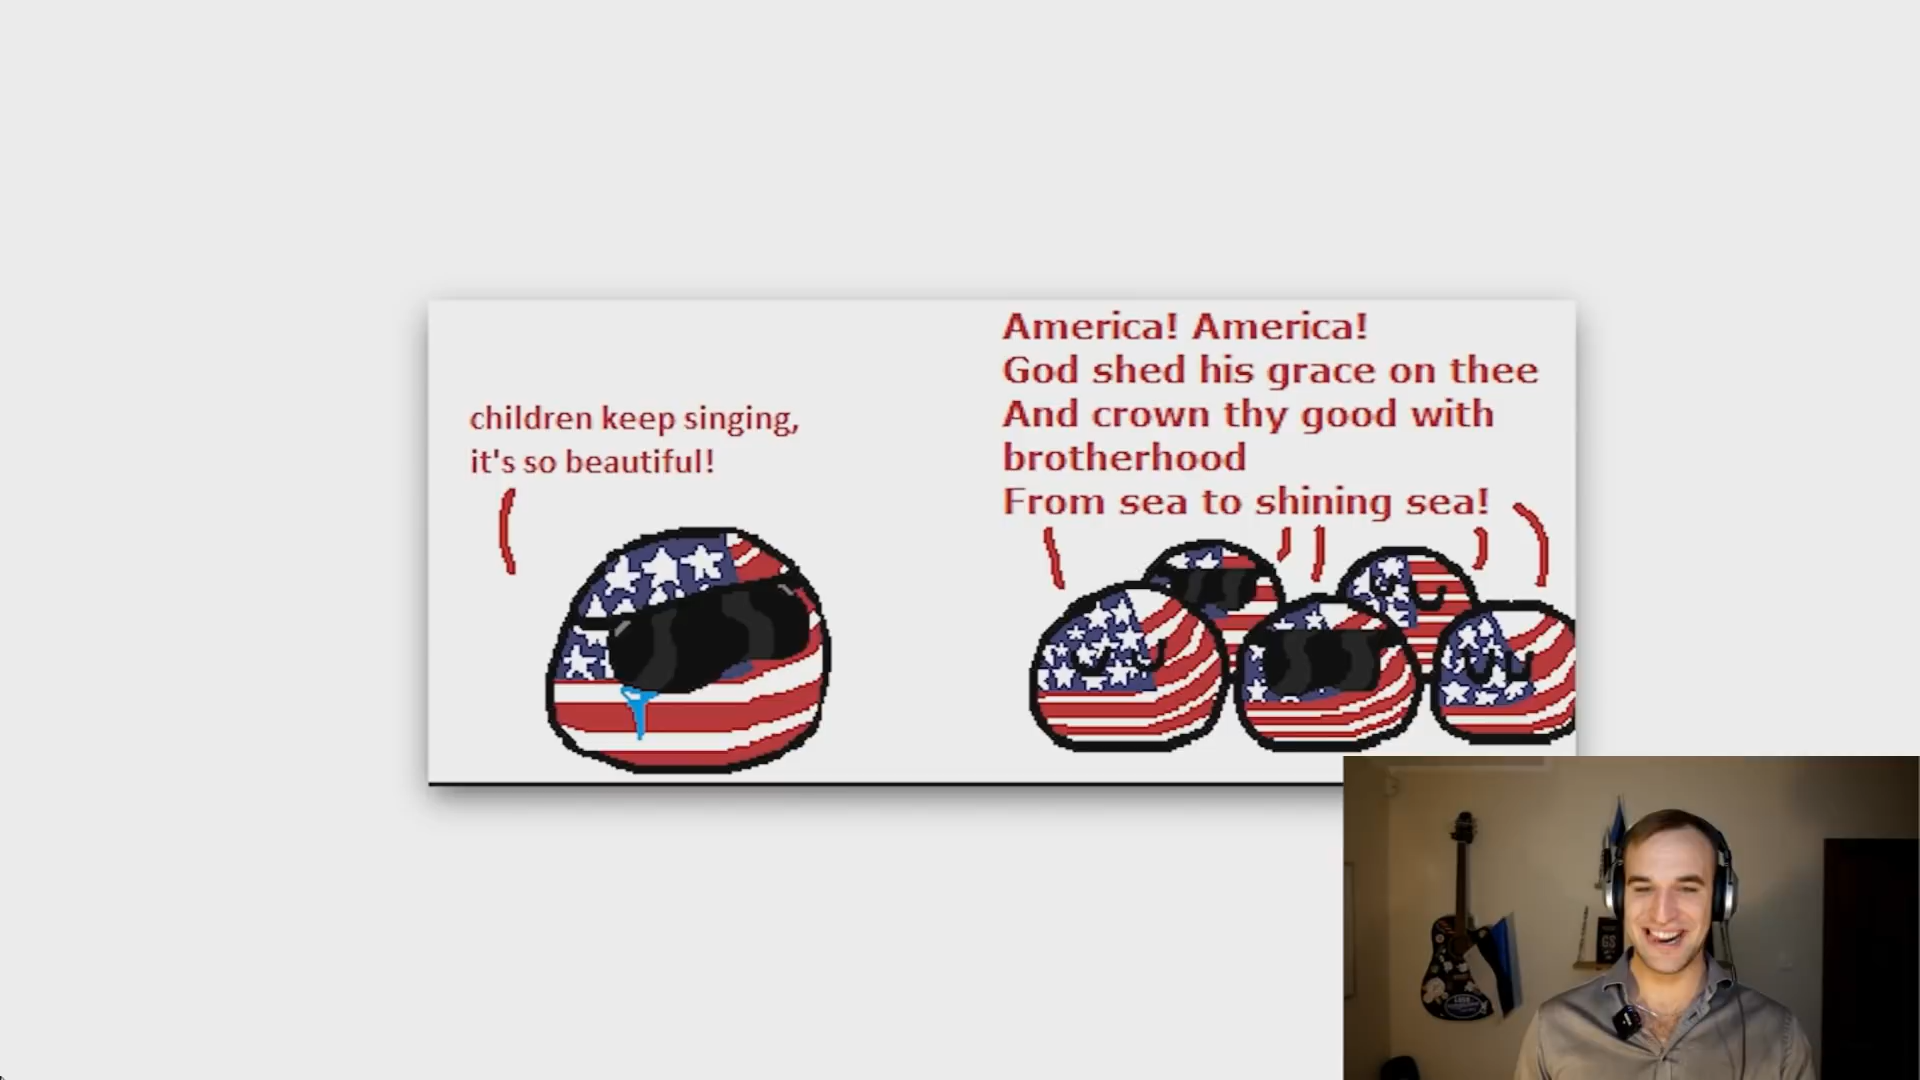 children keep singing,
it's so beautiful!
America! America!
God shed his grace on thee
And crown thy good with
brotherhood
From sea to shining sea!
GS